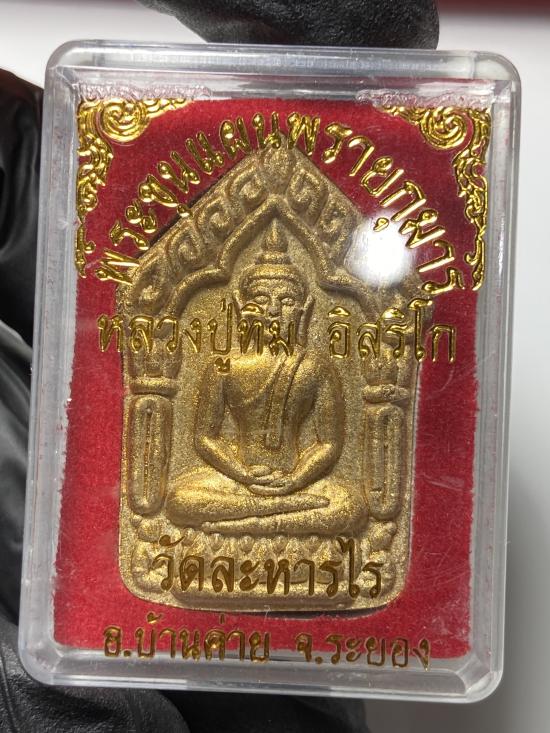 พระขุนแผนพรายกุมาร
หลวงปู่ทิม อิสริโก
วัดละหารไร่
อ.บ้านค่าย จ.ระยอง